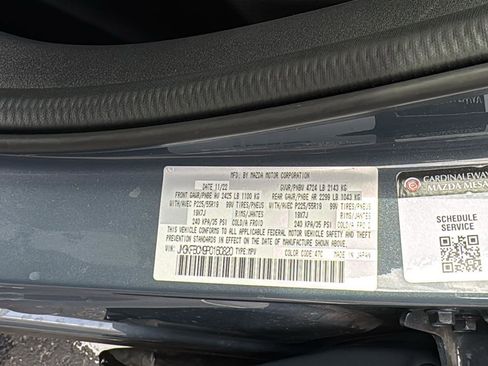 MFD. BY MAZDA MOTOR CORPORATION
DATE 11/22 GVWR/PNBV 4724 LB 2143 KG
FRONT GAWR/PNBE AV 2425 LB 1100 KG REAR GAWR/PNBE AR 2299 LB 1043 KG
WITH/AVEC P225/55R19 99V TIRES/PNEUS WITH/AVEC P225/55R19 99V TIRES/PNEUS
19X7J RIMS/JANTES 19X7J RIMS/JANTES
240 KPA/35 PSI COLD/A FROID 240 KPA/35 PSI COLD/A FROID
THIS VEHICLE CONFORMS TO ALL APPLICABLE FEDERAL MOTOR VEHICLE SAFETY AND
THEFT PREVENTION STANDARDS IN EFFECT ON THE DATE OF MANUFACTURE SHOWN ABOVE.
VIN: TYPE: MPV COLOR CODE: 47C MADE IN JAPAN
CARDINALEWAY
MAZDA MESA
SCHEDULE
SERVICE